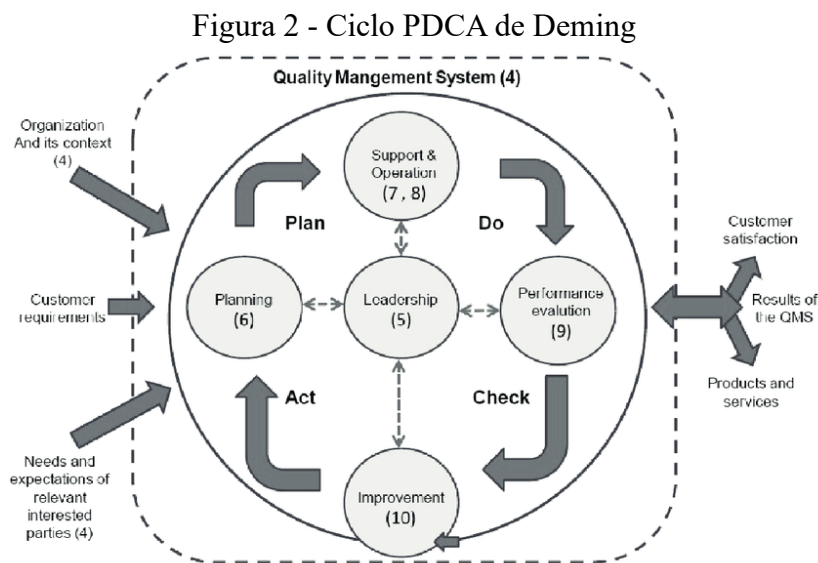 Figura 2 - Ciclo PDCA de Deming
Quality Mangement System (4)
Organization
And its context
(4)
Support &
Operation
(7 , 8)
Plan
Do
Customer
satisfaction
Customer
requirements
Planning
(6)
Leadership
(5)
Performance
evalution
(9)
Results of
the QMS
Act
Check
Products and
services
Needs and
expectations of
relevant
interested
parties (4)
Improvement
(10)